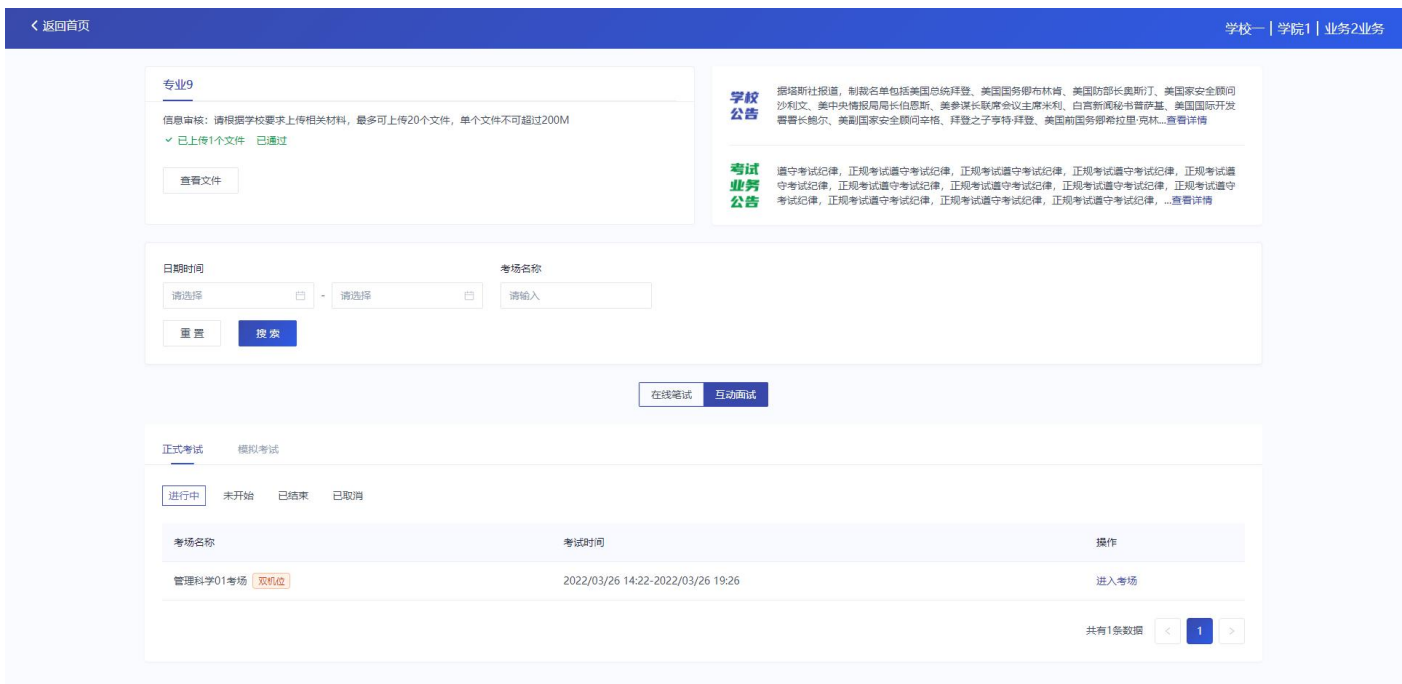 返回首页
学校一 | 学院1 | 业务2业务
专业9
信息审核：请根据学校要求上传相关材料，最多可上传20个文件，单个文件不可超过200M
已上传1个文件 已通过
查看文件
学校
公告
据塔斯社报道，制裁名单包括美国总统拜登、美国国务卿布林肯、美国防部长奥斯汀、美国家安全顾问
沙利文、美中央情报局局长伯恩斯、美参谋长联席会议主席米利、白宫新闻秘书普萨基、美国国际开发
署署长鲍尔、美副国家安全顾问辛格、拜登之子亨特·拜登、美国前国务卿希拉里·克林...查看详情
考试
业务
公告
遵守考试纪律，正规考试遵守考试纪律，正规考试遵守考试纪律，正规考试遵守考试纪律，正规考试遵
守考试纪律，正规考试遵守考试纪律，正规考试遵守考试纪律，正规考试遵守考试纪律，正规考试遵守
考试纪律，正规考试遵守考试纪律，正规考试遵守考试纪律，正规考试遵守考试纪律，...查看详情
日期时间 考场名称
请选择 - 请选择 请输入
重置 搜索
在线笔试 互动面试
正式考试 模拟考试
进行中 未开始 已结束 已取消
考场名称 考试时间 操作
管理科学01考场 双机位 2022/03/26 14:22-2022/03/26 19:26 进入考场
共有1条数据 < 1 >